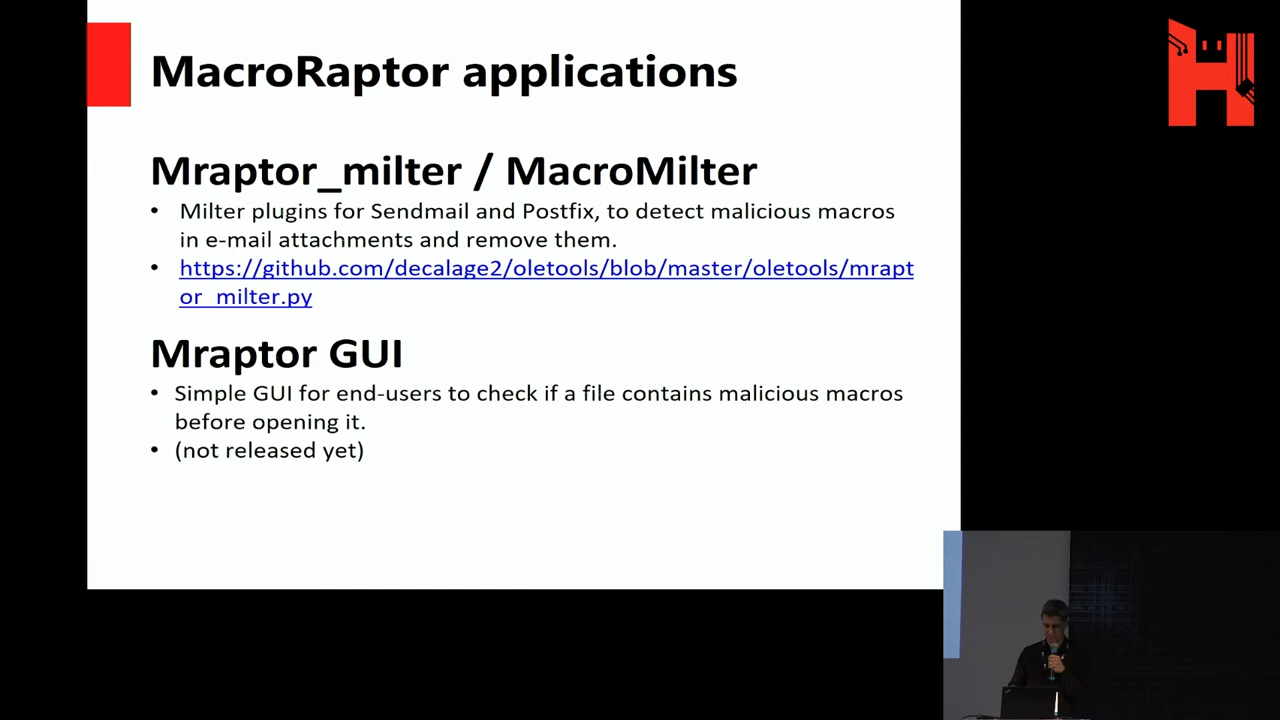 MacroRaptor applications
Mraptor_milter / MacroMilter
• Milter plugins for Sendmail and Postfix, to detect malicious macros
in e-mail attachments and remove them.
• https://github.com/decalage2/oletools/blob/master/oletools/mrapt
or_milter.py
Mraptor GUI
• Simple GUI for end-users to check if a file contains malicious macros
before opening it.
• (not released yet)